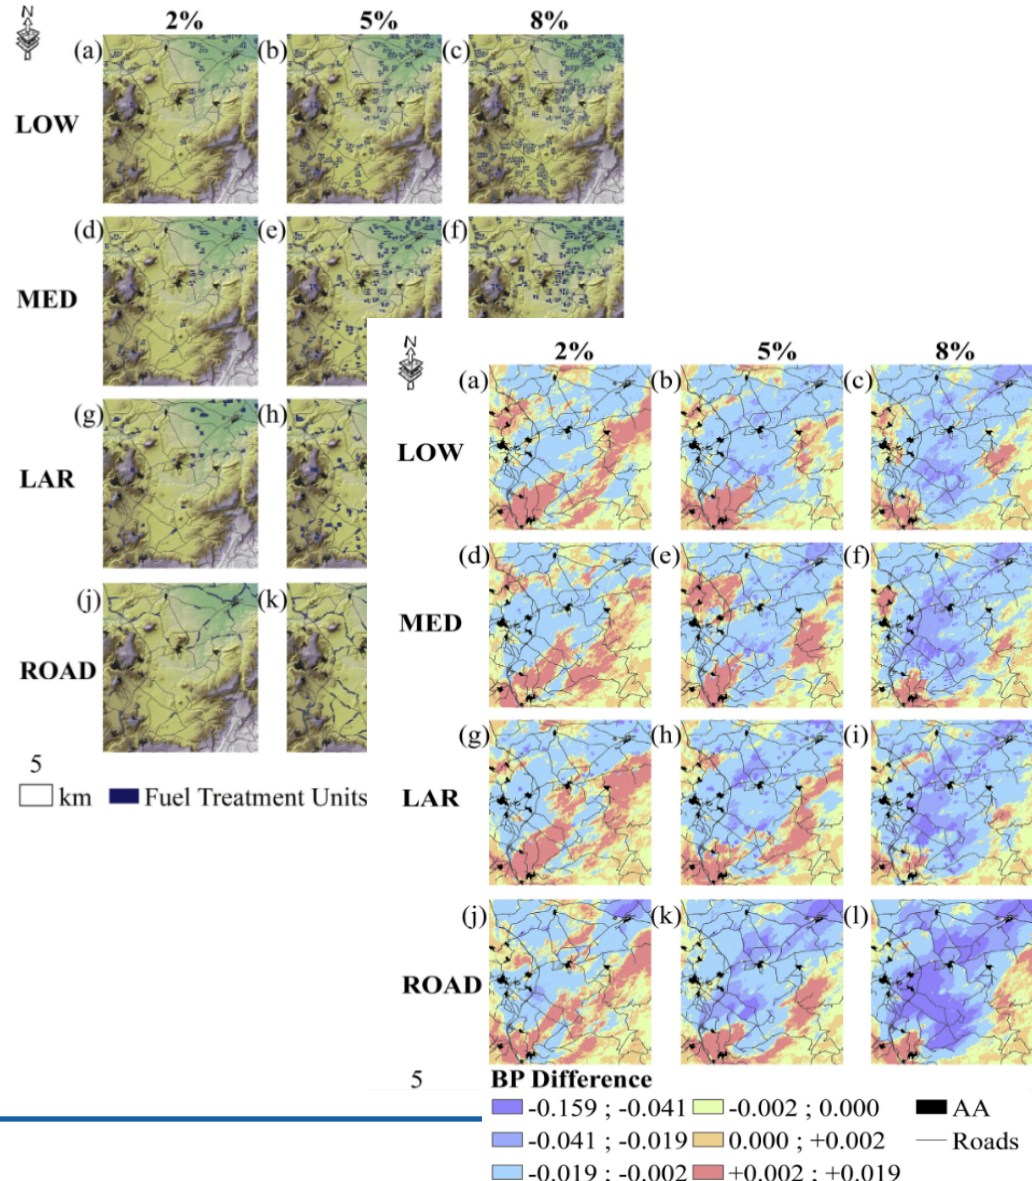 N
2% 5% 8%
(a) (b) (c)
LOW
(d) (e) (f)
MED
(g) (h)
LAR
(j) (k)
ROAD
5
km Fuel Treatment Units
N
2% 5% 8%
(a) (b) (c)
LOW
(d) (e) (f)
MED
(g) (h) (i)
LAR
(j) (k) (l)
ROAD
5
BP Difference
-0.159 ; -0.041 -0.002 ; 0.000 AA
-0.041 ; -0.019 0.000 ; +0.002 Roads
-0.019 ; -0.002 +0.002 ; +0.019